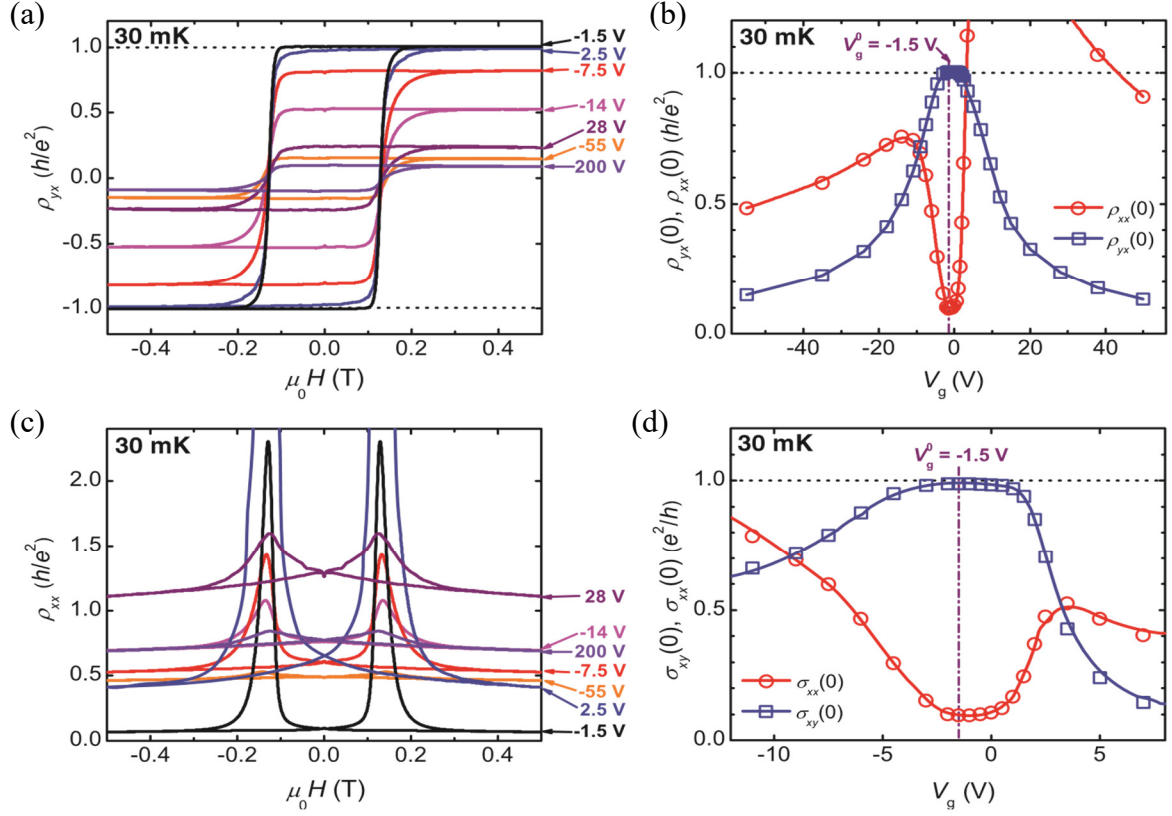 (a)
30 mK
1.0
0.5
0.0
-0.5
-1.0
ρyx (h/e²)
-0.4 -0.2 0.0 0.2 0.4
μ₀H (T)
-1.5 V
2.5 V
-7.5 V
-14 V
28 V
-55 V
200 V
(b)
30 mK
Vg⁰ = -1.5 V
1.0
0.5
0.0
ρyx(0), ρxx(0) (h/e²)
ρxx(0)
ρyx(0)
-40 -20 0 20 40
Vg (V)
(c)
30 mK
2.0
1.5
1.0
0.5
0.0
ρxx (h/e²)
-0.4 -0.2 0.0 0.2 0.4
μ₀H (T)
28 V
-14 V
200 V
-7.5 V
-55 V
2.5 V
-1.5 V
(d)
30 mK
Vg⁰ = -1.5 V
1.0
0.5
0.0
σxy(0), σxx(0) (e²/h)
σxx(0)
σxy(0)
-10 -5 0 5
Vg (V)